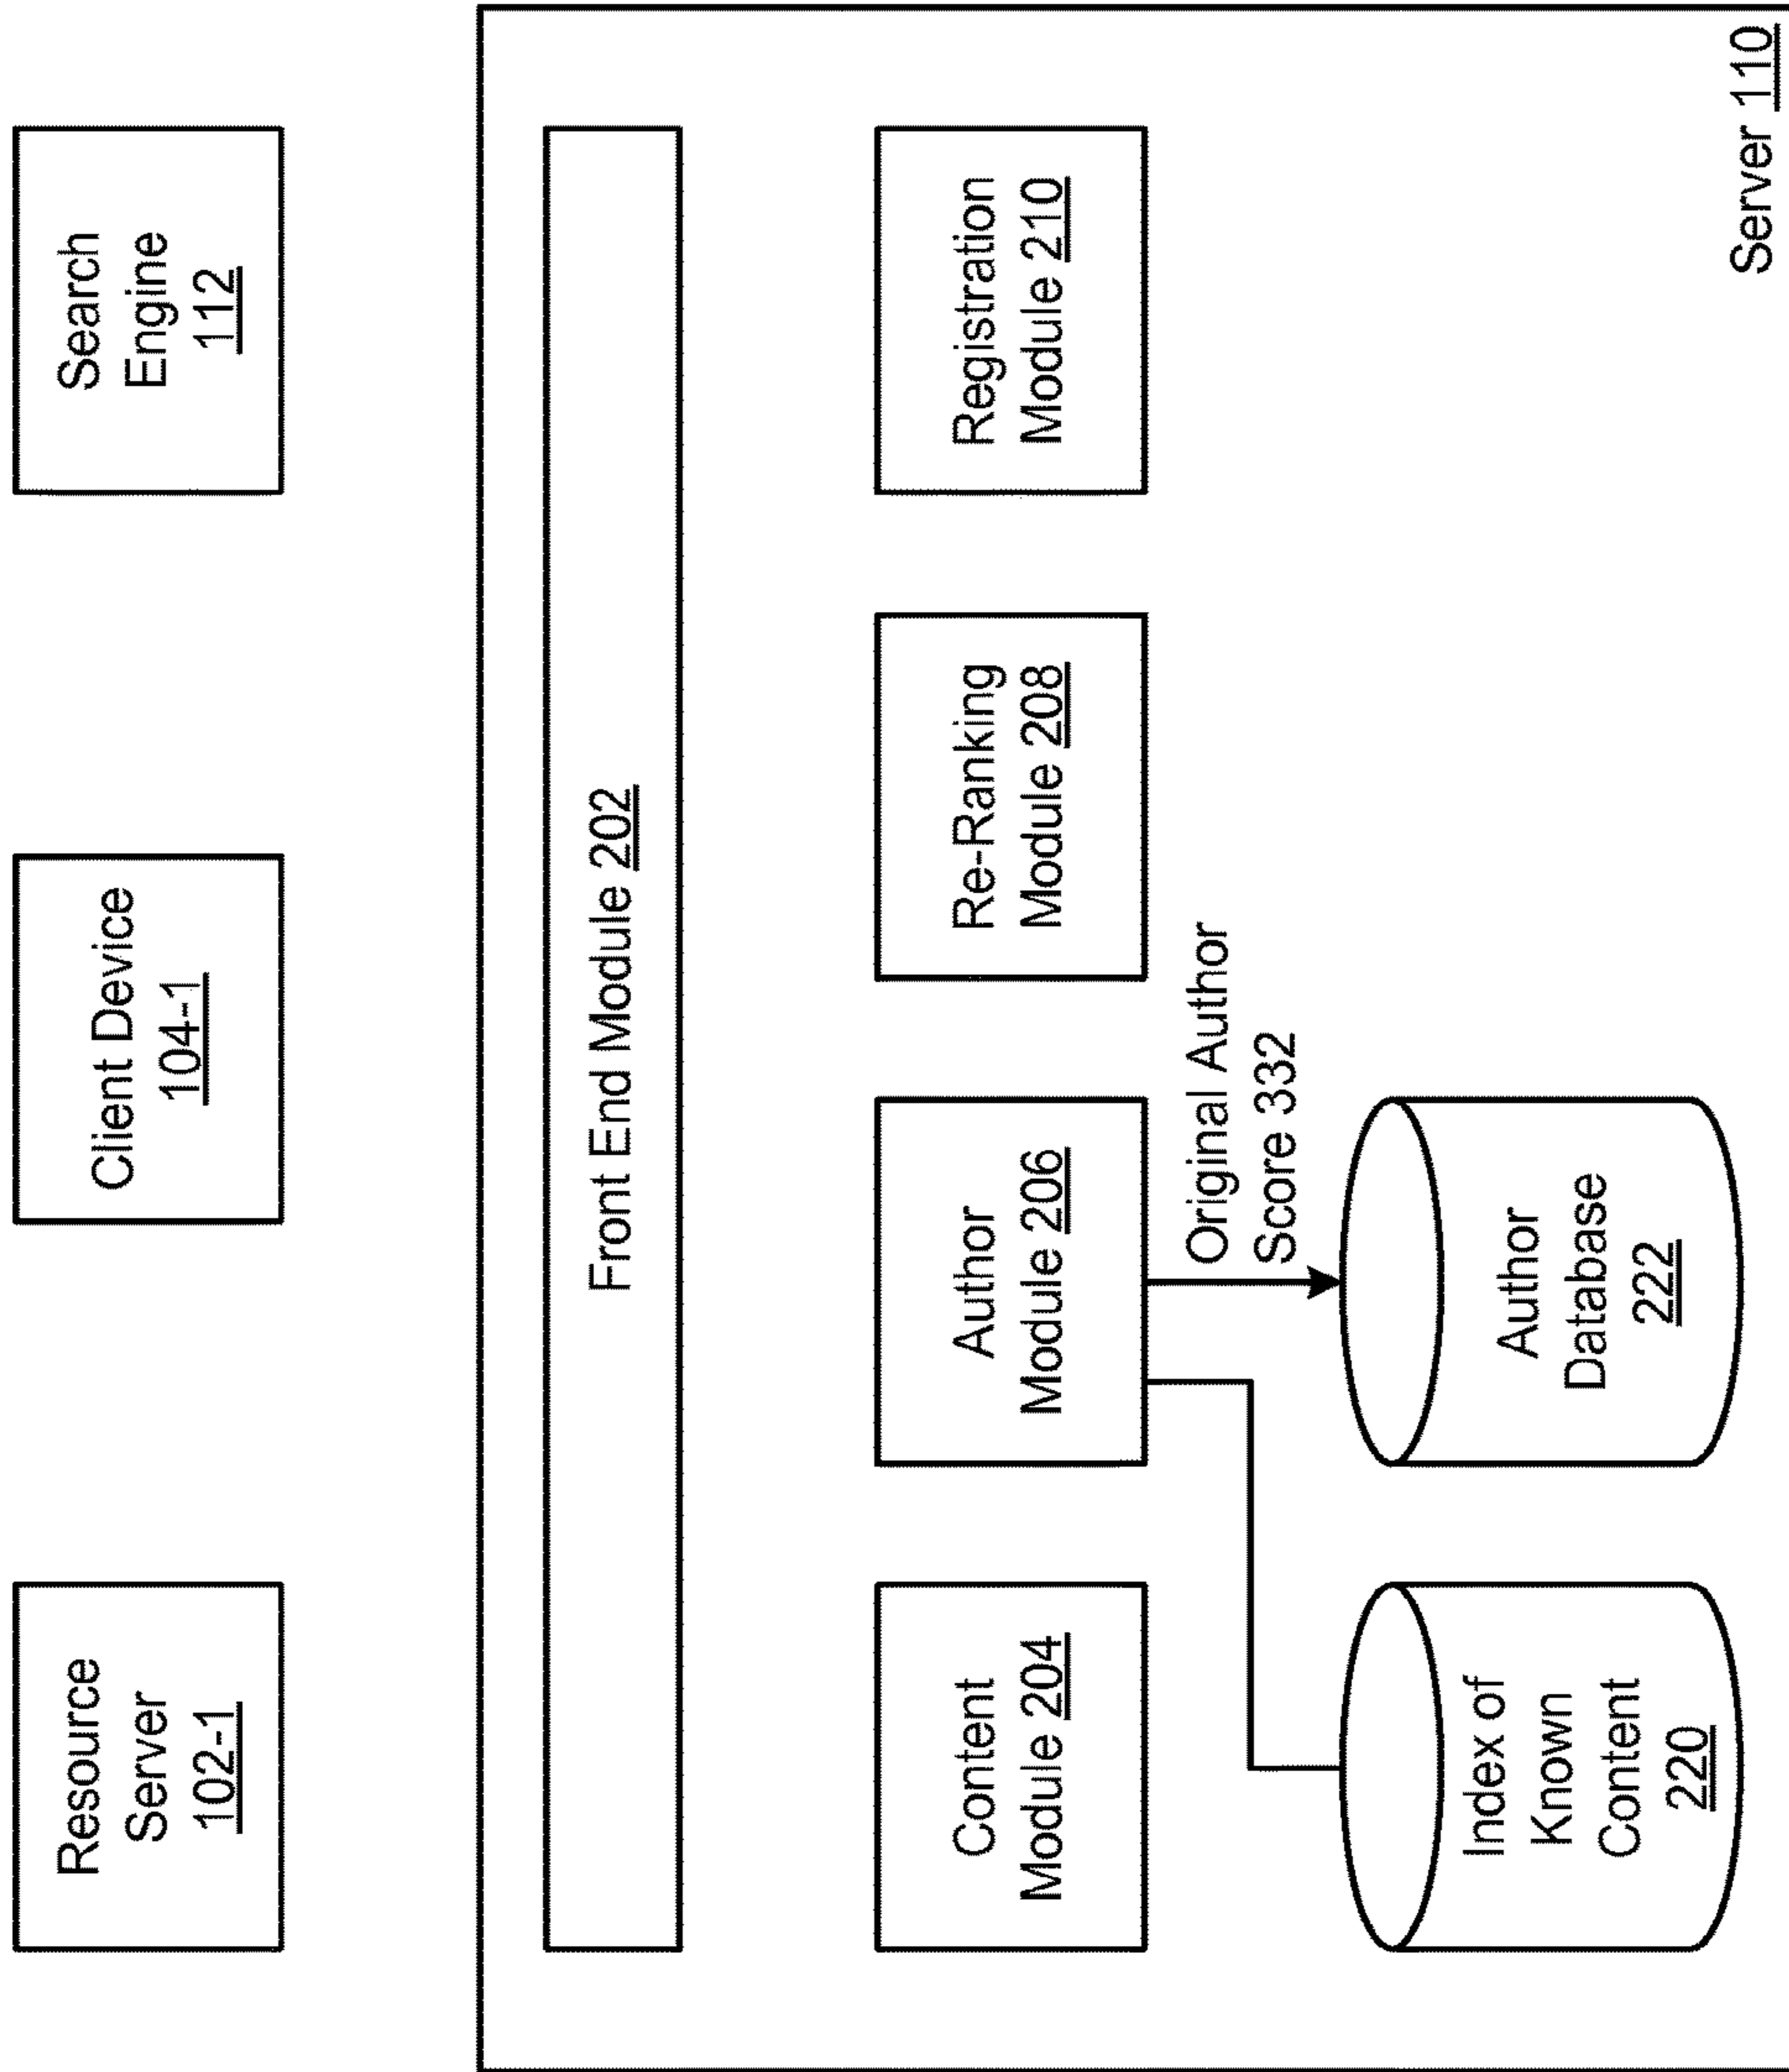 Resource
Server
102-1
Client Device
104-1
Search
Engine
112
Front End Module 202
Content
Module 204
Author
Module 206
Re-Ranking
Module 208
Registration
Module 210
Original Author
Score 332
Index of
Known
Content
220
Author
Database
222
Server 110